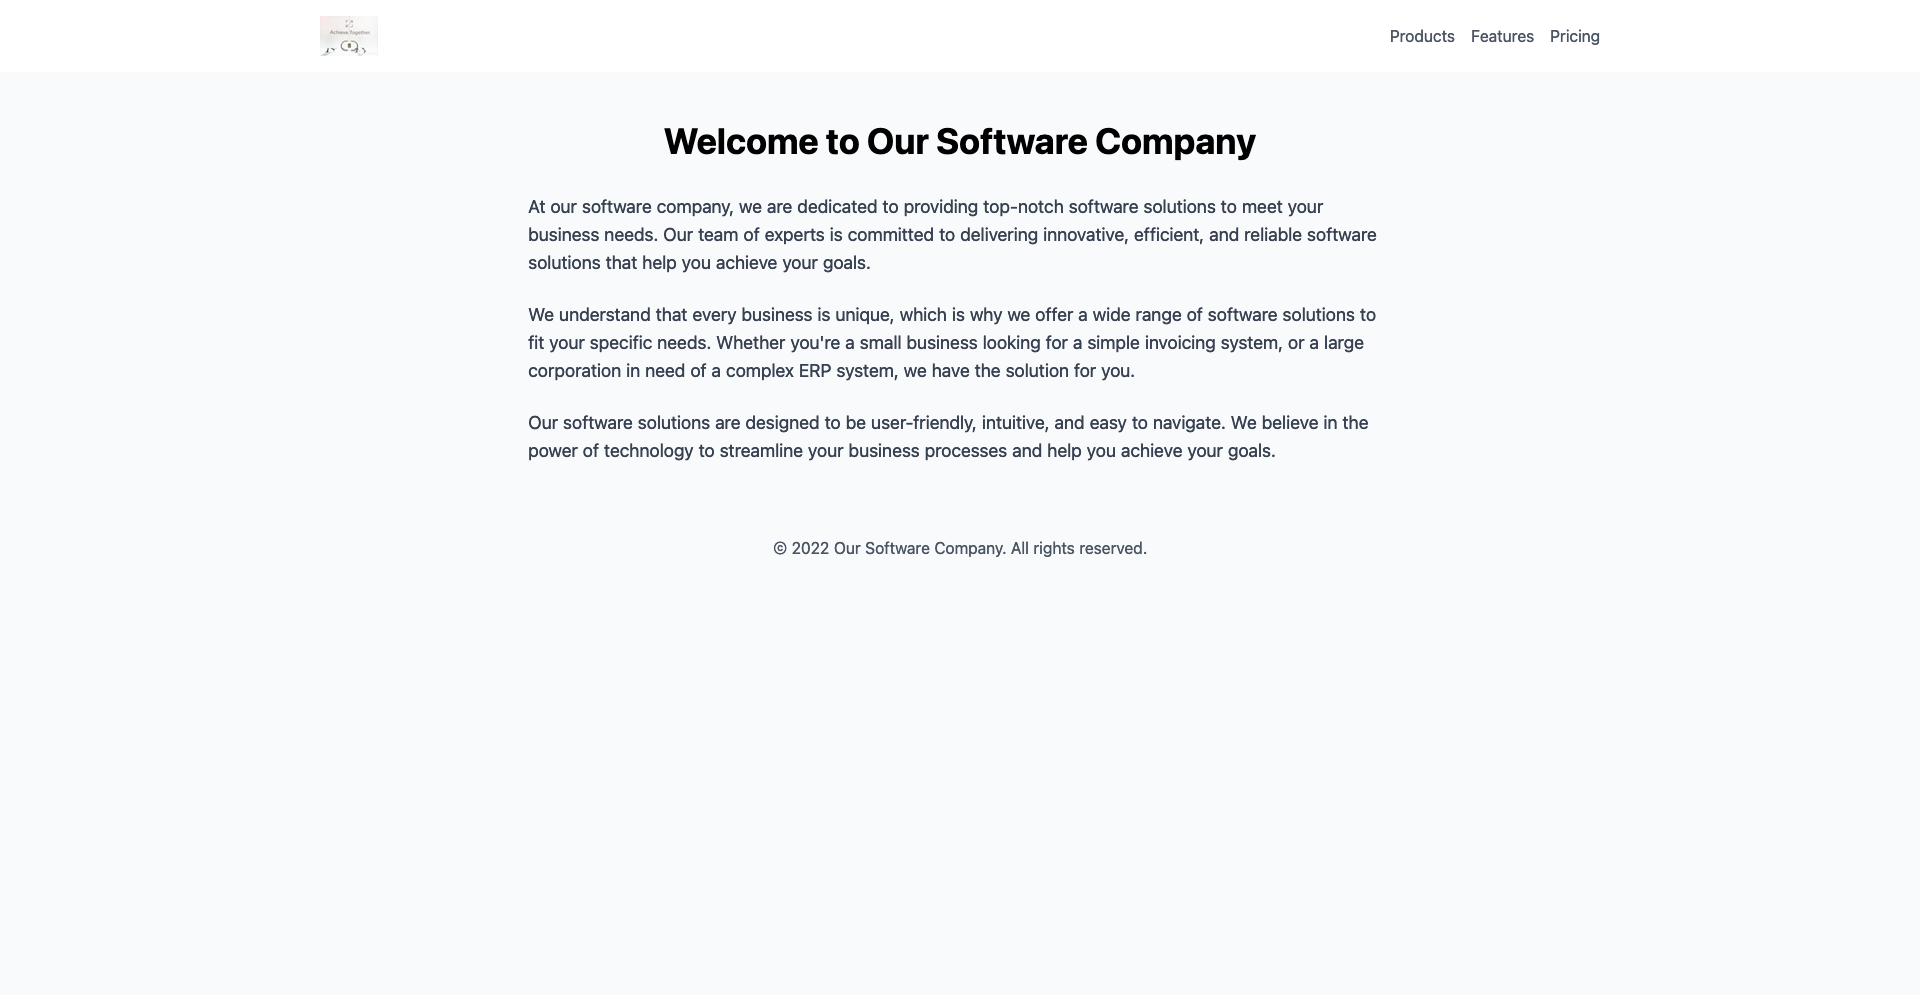 Achieve Together
Products Features Pricing
Welcome to Our Software Company
At our software company, we are dedicated to providing top-notch software solutions to meet your
business needs. Our team of experts is committed to delivering innovative, efficient, and reliable software
solutions that help you achieve your goals.
We understand that every business is unique, which is why we offer a wide range of software solutions to
fit your specific needs. Whether you're a small business looking for a simple invoicing system, or a large
corporation in need of a complex ERP system, we have the solution for you.
Our software solutions are designed to be user-friendly, intuitive, and easy to navigate. We believe in the
power of technology to streamline your business processes and help you achieve your goals.
© 2022 Our Software Company. All rights reserved.